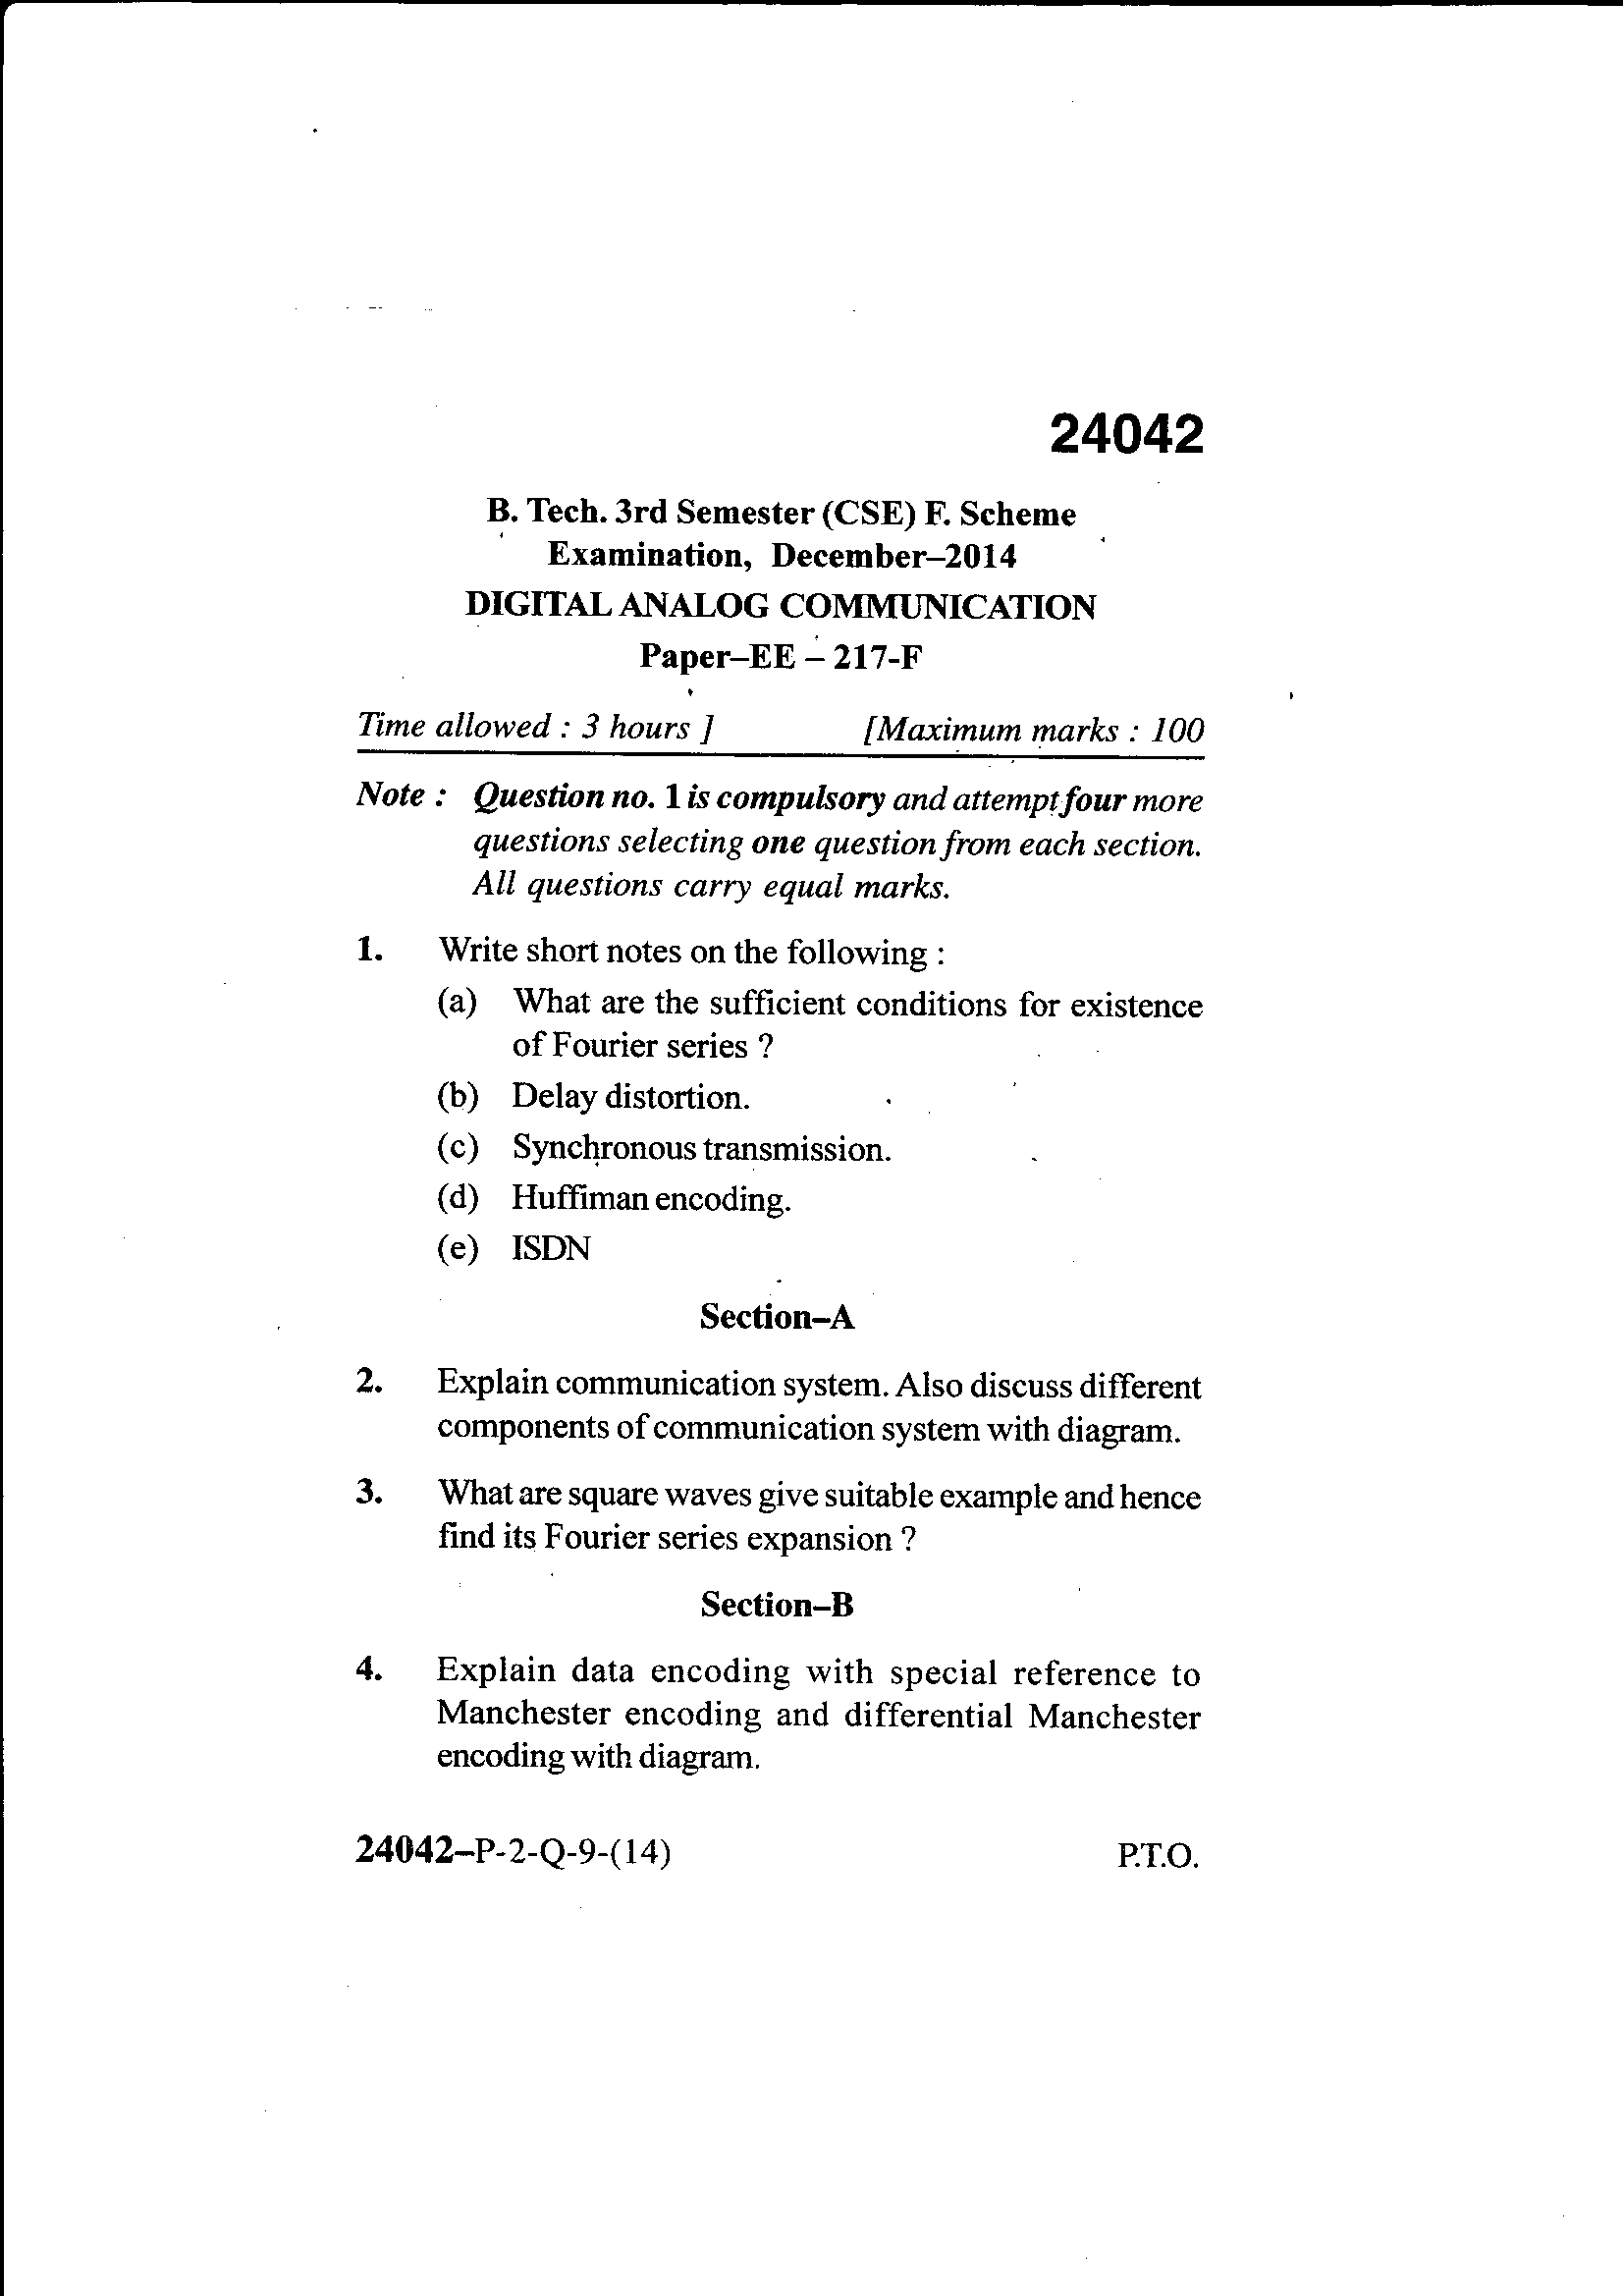 24042
B. Tech. 3rd Semester (CSE) F. Scheme
Examination, December–2014
DIGITAL ANALOG COMMUNICATION
Paper–EE – 217-F
Time allowed : 3 hours ] [Maximum marks : 100
Note : Question no. 1 is compulsory and attempt four more
questions selecting one question from each section.
All questions carry equal marks.
1. Write short notes on the following :
(a) What are the sufficient conditions for existence
of Fourier series ?
(b) Delay distortion.
(c) Synchronous transmission.
(d) Huffiman encoding.
(e) ISDN
Section–A
2. Explain communication system. Also discuss different
components of communication system with diagram.
3. What are square waves give suitable example and hence
find its Fourier series expansion ?
Section–B
4. Explain data encoding with special reference to
Manchester encoding and differential Manchester
encoding with diagram.
24042–P-2-Q-9-(14) P.T.O.